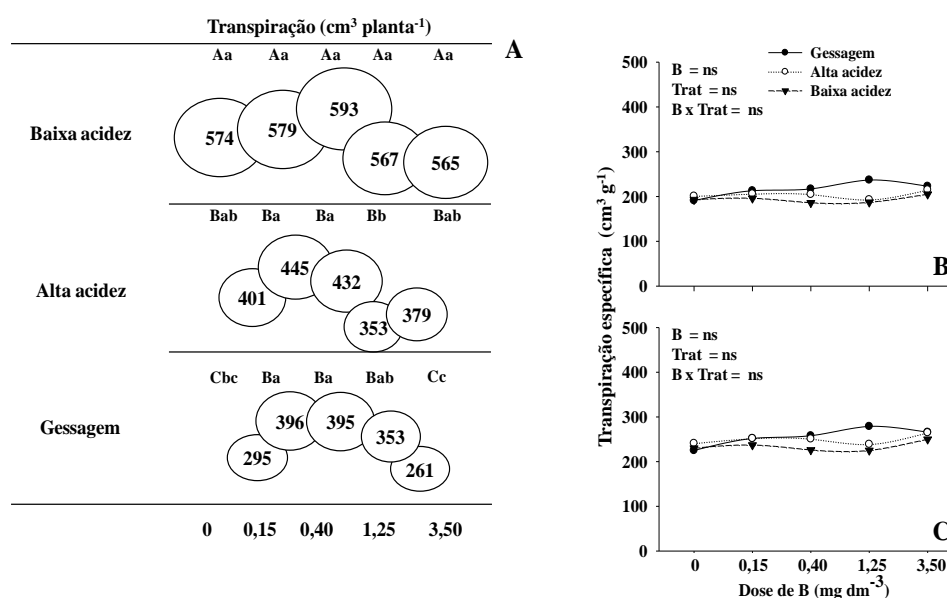 Transpiração (cm³ planta⁻¹)
A
Aa Aa Aa Aa Aa
Baixa acidez
574 579 593 567 565
Bab Ba Ba Bb Bab
Alta acidez
401 445 432 353 379
Cbc Ba Ba Bab Cc
Gessagem
295 396 395 353 261
0 0,15 0,40 1,25 3,50
Gessagem
Alta acidez
Baixa acidez
B = ns
Trat = ns
B x Trat = ns
500
400
300
200
100
0
B
B = ns
Trat = ns
B x Trat = ns
500
400
300
200
100
0
C
Transpiração específica (cm³ g⁻¹)
0 0,15 0,40 1,25 3,50
Dose de B (mg dm⁻³)